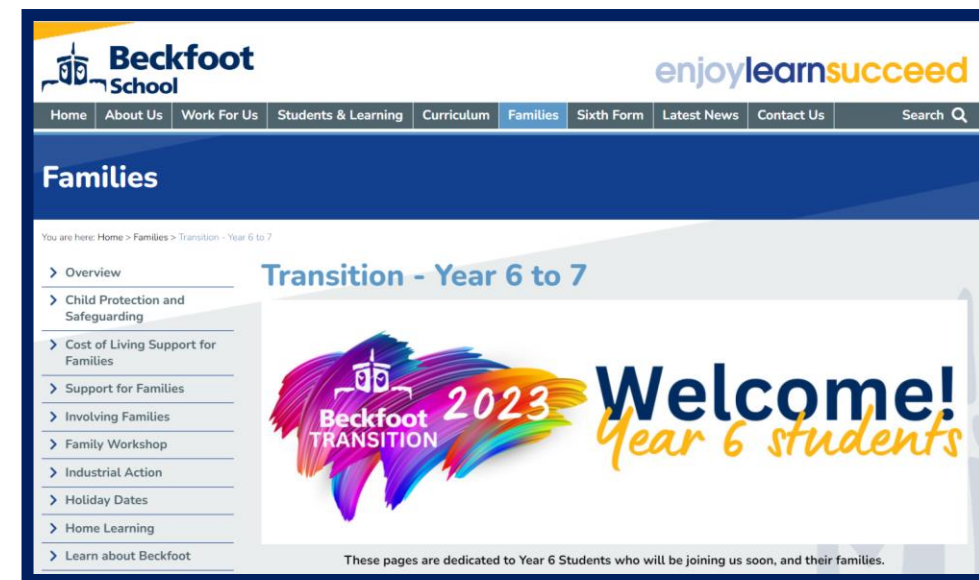 Beckfoot
School
enjoylearnsucceed
Home About Us Work For Us Students & Learning Curriculum Families Sixth Form Latest News Contact Us Search
Families
You are here: Home > Families > Transition - Year 6 to 7
Overview
Child Protection and
Safeguarding
Cost of Living Support for
Families
Support for Families
Involving Families
Family Workshop
Industrial Action
Holiday Dates
Home Learning
Learn about Beckfoot
Transition - Year 6 to 7
Beckfoot
TRANSITION
2023
Welcome!
Year 6 students
These pages are dedicated to Year 6 Students who will be joining us soon, and their families.